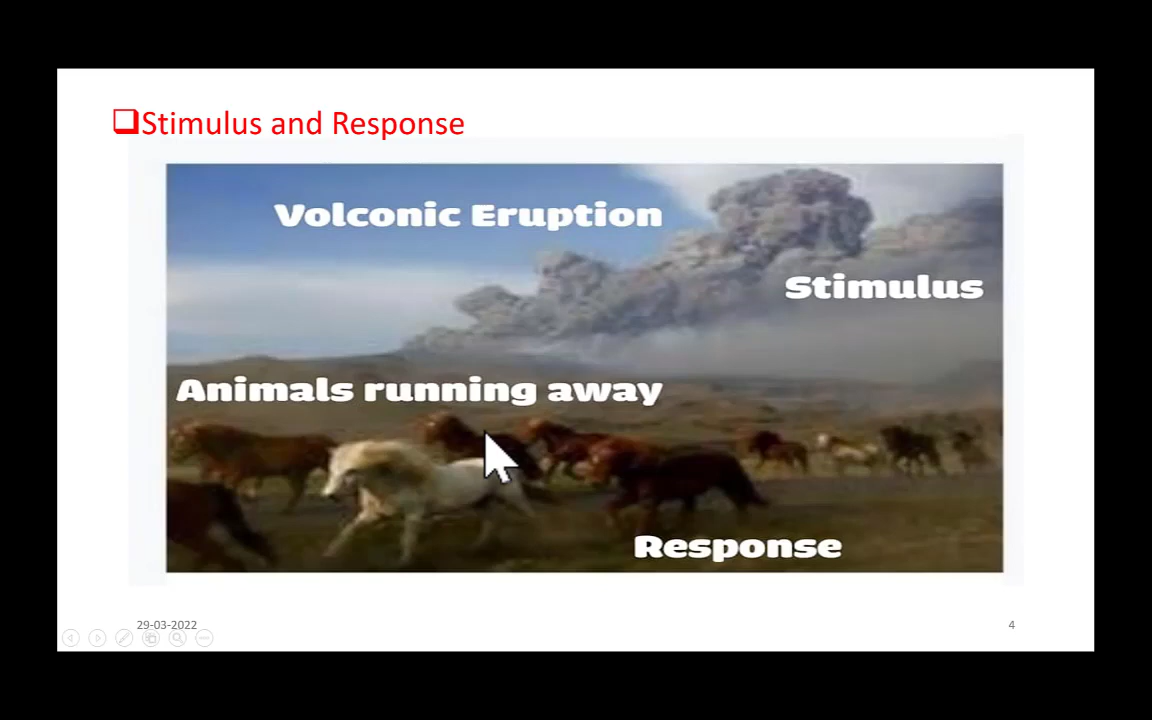 Stimulus and Response
Volconic Eruption
Stimulus
Animals running away
Response
29-03-2022
4